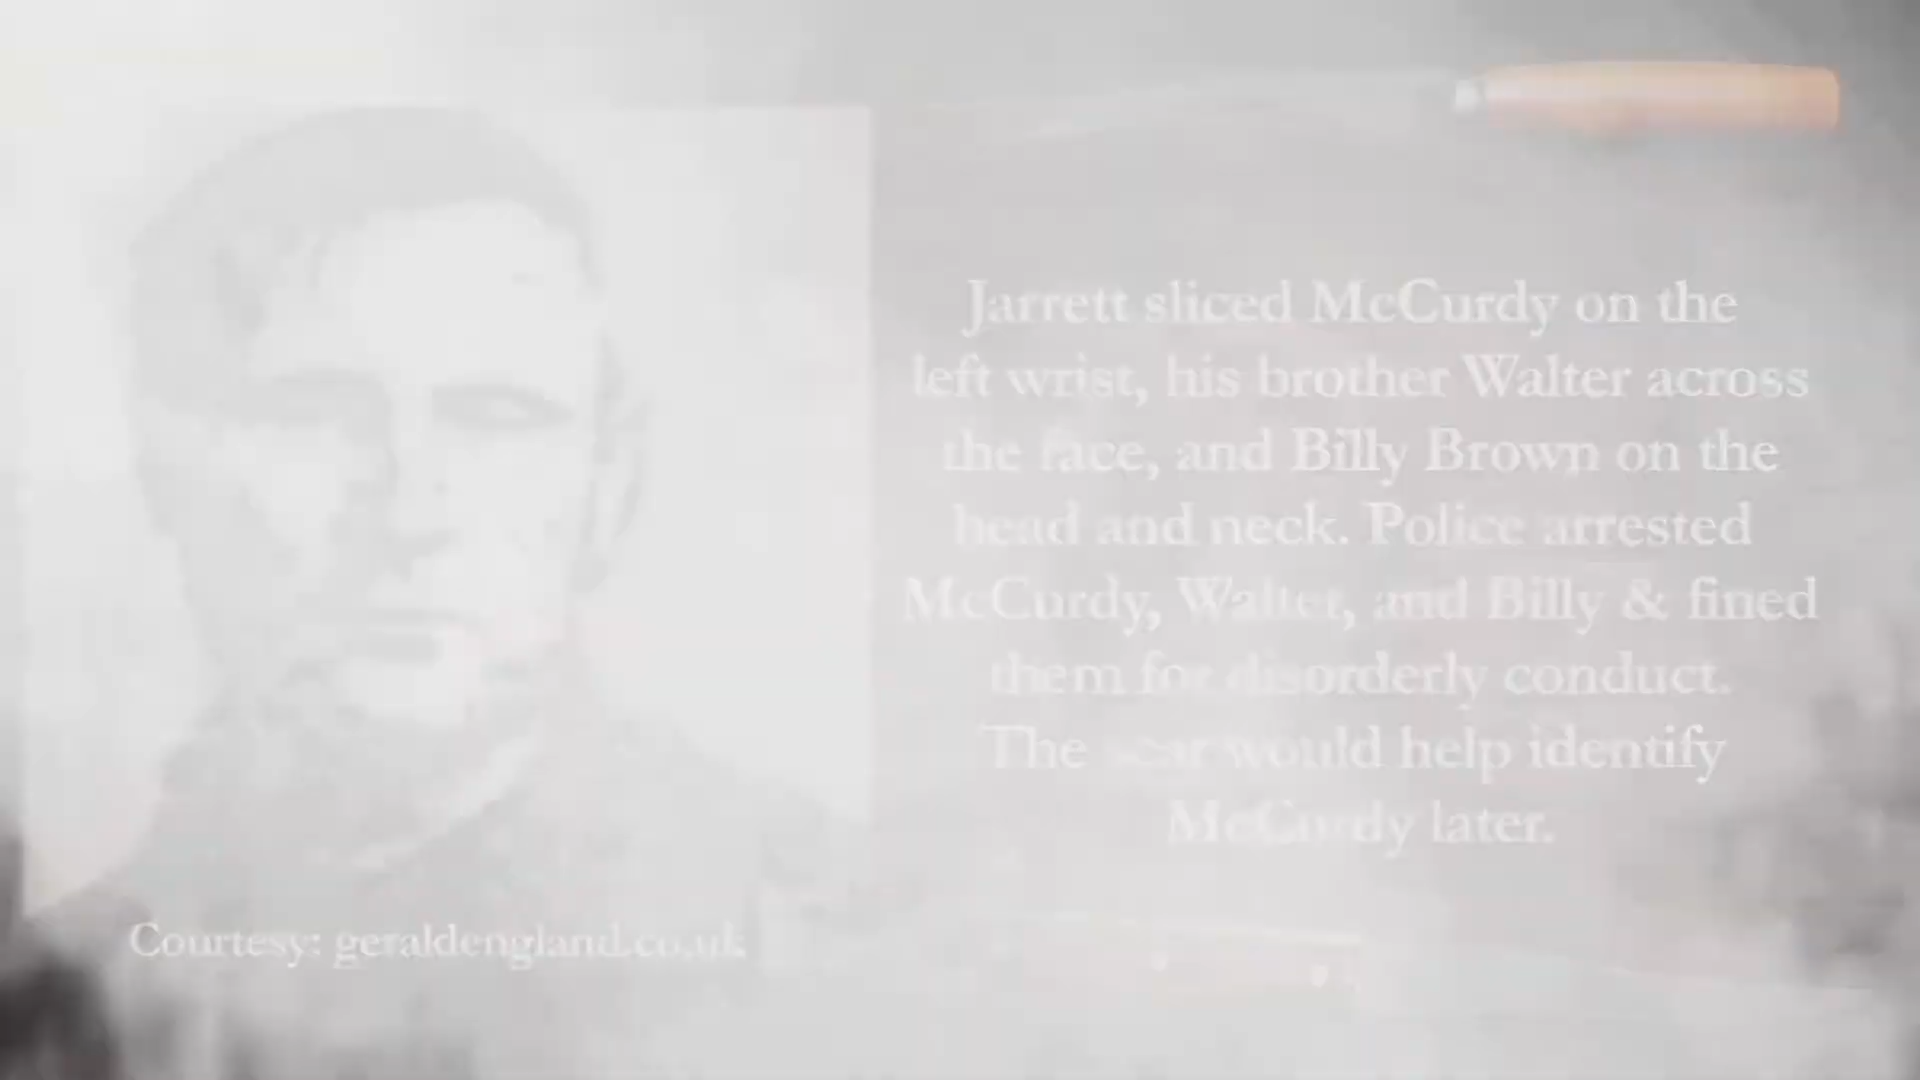 Jarrett sliced McCurdy on the
left wrist, his brother Walter across
the face, and Billy Brown on the
head and neck. Police arrested
McCurdy, Walter, and Billy & fined
them for disorderly conduct.
The scar would help identify
McCurdy later.
Courtesy: geraldengland.co.uk